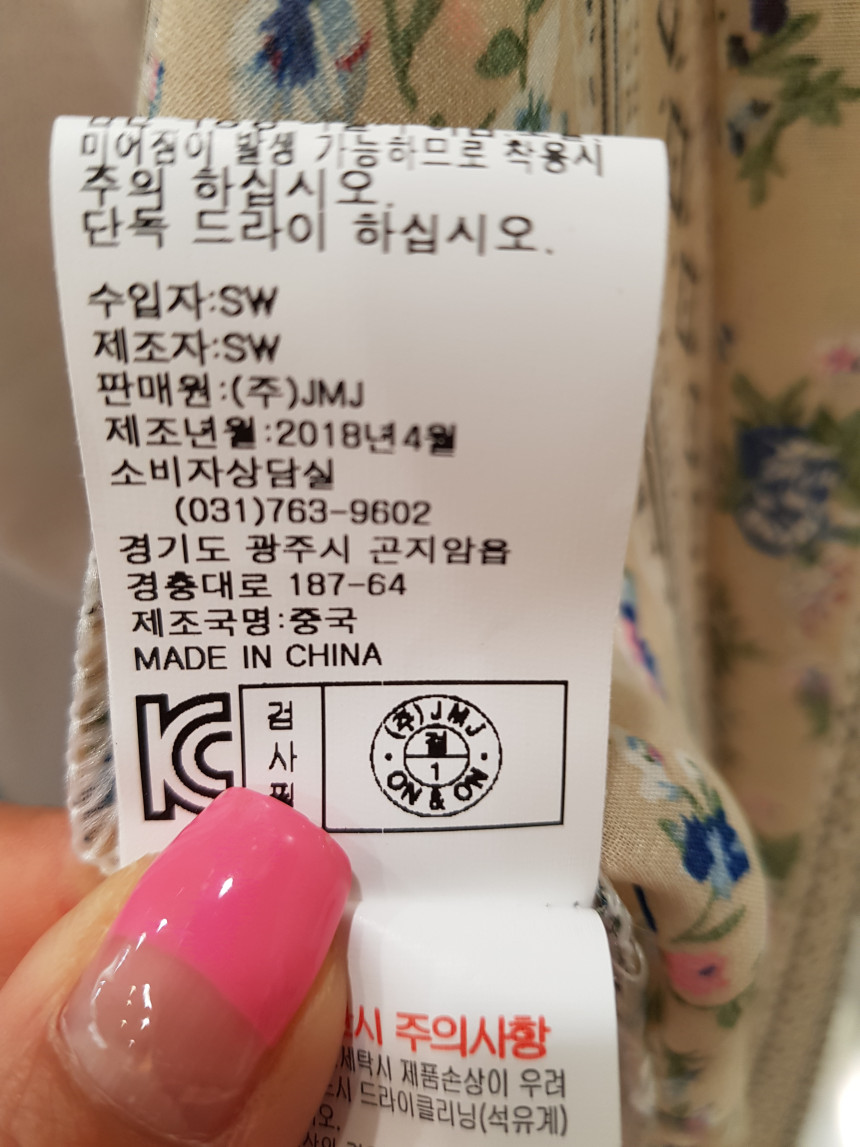 미어짐이 발생 가능하므로 착용시
주의 하십시오.
단독 드라이 하십시오.
수입자:SW
제조자:SW
판매원:(주)JMJ
제조년월:2018년4월
소비자상담실
(031)763-9602
경기도 광주시 곤지암읍
경충대로 187-64
제조국명:중국
MADE IN CHINA
KC
검
사
(주)JMJ
검
1
ON & ON
시 주의사항
세탁시 제품손상이 우려
시 드라이클리닝(석유계)
오.